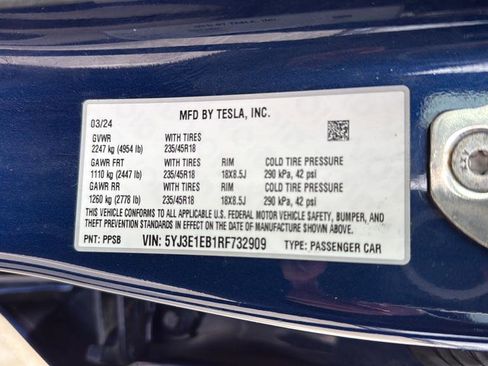 MFD BY TESLA, INC.
03/24
GVWR WITH TIRES
2247 kg (4954 lb) 235/45R18
GAWR FRT WITH TIRES RIM COLD TIRE PRESSURE
1110 kg (2447 lb) 235/45R18 18X8.5J 290 kPa, 42 psi
GAWR RR WITH TIRES RIM COLD TIRE PRESSURE
1260 kg (2778 lb) 235/45R18 18X8.5J 290 kPa, 42 psi
THIS VEHICLE CONFORMS TO ALL APPLICABLE U.S. FEDERAL MOTOR VEHICLE SAFETY, BUMPER, AND
THEFT PREVENTION STANDARDS IN EFFECT ON THE DATE OF MANUFACTURE SHOWN ABOVE.
PNT: PPSB VIN: 5YJ3E1EB1RF732909 TYPE: PASSENGER CAR